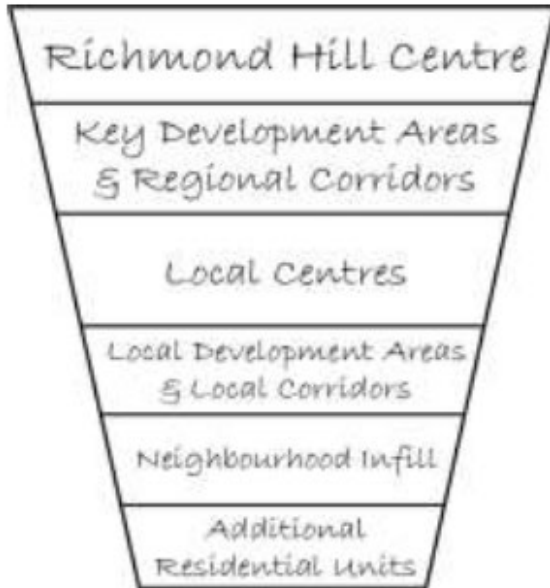 Richmond Hill Centre
Key Development Areas
& Regional Corridors
Local Centres
Local Development Areas
& Local Corridors
Neighbourhood Infill
Additional
Residential Units